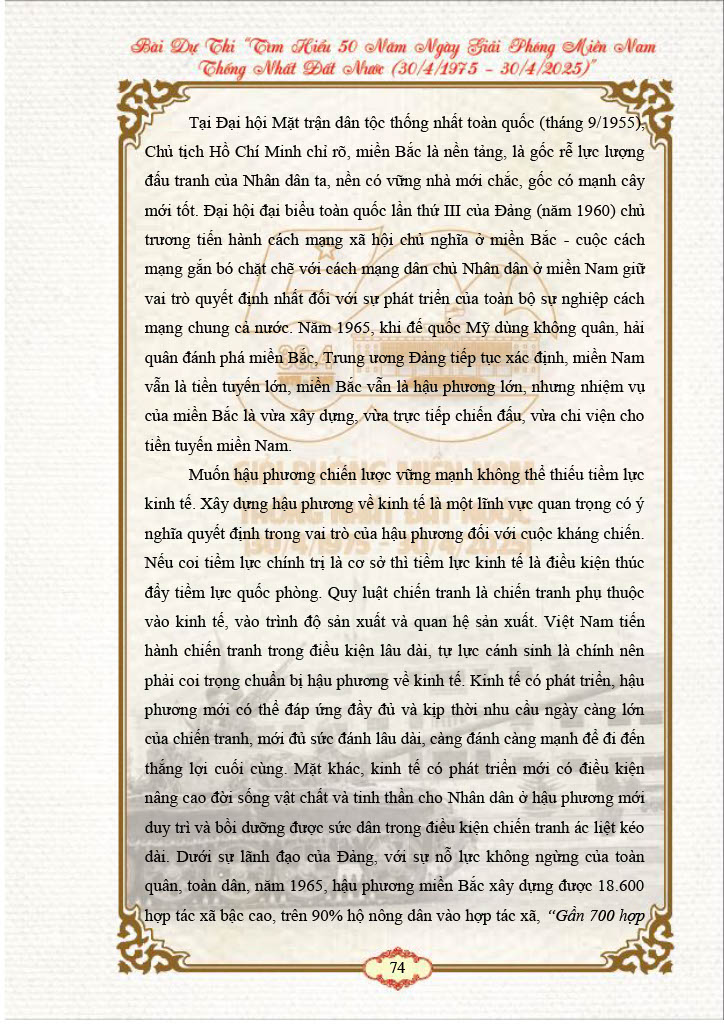 Bài Dự Thi “Tìm Hiểu 50 Năm Ngày Giải Phóng Miền Nam
Thống Nhất Đất Nước (30/4/1975 – 30/4/2025)”
Tại Đại hội Mặt trận dân tộc thống nhất toàn quốc (tháng 9/1955),
Chủ tịch Hồ Chí Minh chỉ rõ, miền Bắc là nền tảng, là gốc rễ lực lượng
đấu tranh của Nhân dân ta, nền có vững nhà mới chắc, gốc có mạnh cây
mới tốt. Đại hội đại biểu toàn quốc lần thứ III của Đảng (năm 1960) chủ
trương tiến hành cách mạng xã hội chủ nghĩa ở miền Bắc - cuộc cách
mạng gắn bó chặt chẽ với cách mạng dân chủ Nhân dân ở miền Nam giữ
vai trò quyết định nhất đối với sự phát triển của toàn bộ sự nghiệp cách
mạng chung cả nước. Năm 1965, khi đế quốc Mỹ dùng không quân, hải
quân đánh phá miền Bắc, Trung ương Đảng tiếp tục xác định, miền Nam
vẫn là tiền tuyến lớn, miền Bắc vẫn là hậu phương lớn, nhưng nhiệm vụ
của miền Bắc là vừa xây dựng, vừa trực tiếp chiến đấu, vừa chi viện cho
tiền tuyến miền Nam.
Muốn hậu phương chiến lược vững mạnh không thể thiếu tiềm lực
kinh tế. Xây dựng hậu phương về kinh tế là một lĩnh vực quan trọng có ý
nghĩa quyết định trong vai trò của hậu phương đối với cuộc kháng chiến.
Nếu coi tiềm lực chính trị là cơ sở thì tiềm lực kinh tế là điều kiện thúc
đẩy tiềm lực quốc phòng. Quy luật chiến tranh là chiến tranh phụ thuộc
vào kinh tế, vào trình độ sản xuất và quan hệ sản xuất. Việt Nam tiến
hành chiến tranh trong điều kiện lâu dài, tự lực cánh sinh là chính nên
phải coi trọng chuẩn bị hậu phương về kinh tế. Kinh tế có phát triển, hậu
phương mới có thể đáp ứng đầy đủ và kịp thời nhu cầu ngày càng lớn
của chiến tranh, mới đủ sức đánh lâu dài, càng đánh càng mạnh để đi đến
thắng lợi cuối cùng. Mặt khác, kinh tế có phát triển mới có điều kiện
nâng cao đời sống vật chất và tinh thần cho Nhân dân ở hậu phương mới
duy trì và bồi dưỡng được sức dân trong điều kiện chiến tranh ác liệt kéo
dài. Dưới sự lãnh đạo của Đảng, với sự nỗ lực không ngừng của toàn
quân, toàn dân, năm 1965, hậu phương miền Bắc xây dựng được 18.600
hợp tác xã bậc cao, trên 90% hộ nông dân vào hợp tác xã, “Gần 700 hợp
74
50
30.4
GIẢI PHÓNG MIỀN NAM
THỐNG NHẤT ĐẤT NƯỚC
(30/4/1975 - 30/4/2025)